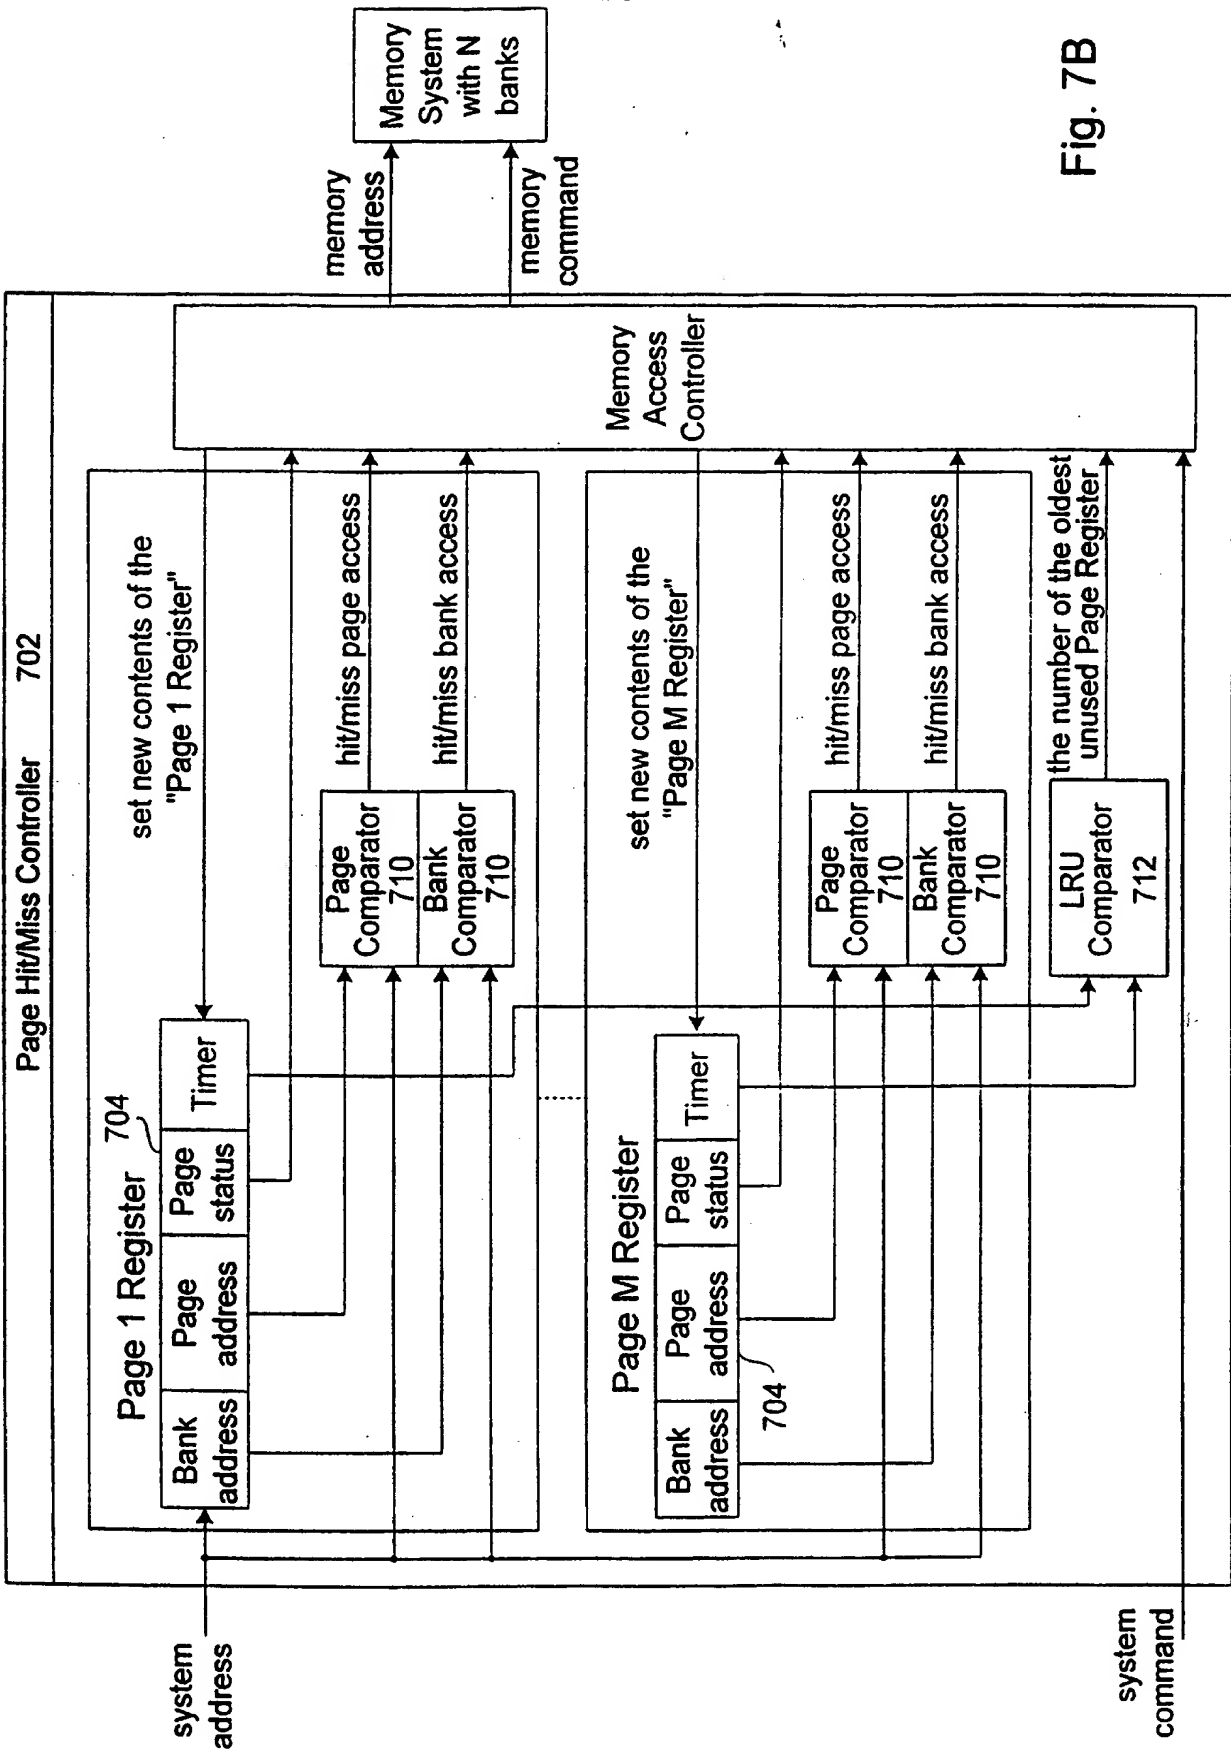 Page Hit/Miss Controller 702
system
address
Page 1 Register
704
Bank
address
Page
address
Page
status
Timer
set new contents of the
"Page 1 Register"
Page
Comparator
710
Bank
Comparator
710
hit/miss page access
hit/miss bank access
Page M Register
704
Bank
address
Page
address
Page
status
Timer
set new contents of the
"Page M Register"
Page
Comparator
710
Bank
Comparator
710
hit/miss page access
hit/miss bank access
LRU
Comparator
712
the number of the oldest
unused Page Register
system
command
Memory
Access
Controller
memory
address
memory
command
Memory
System
with N
banks
Fig. 7B